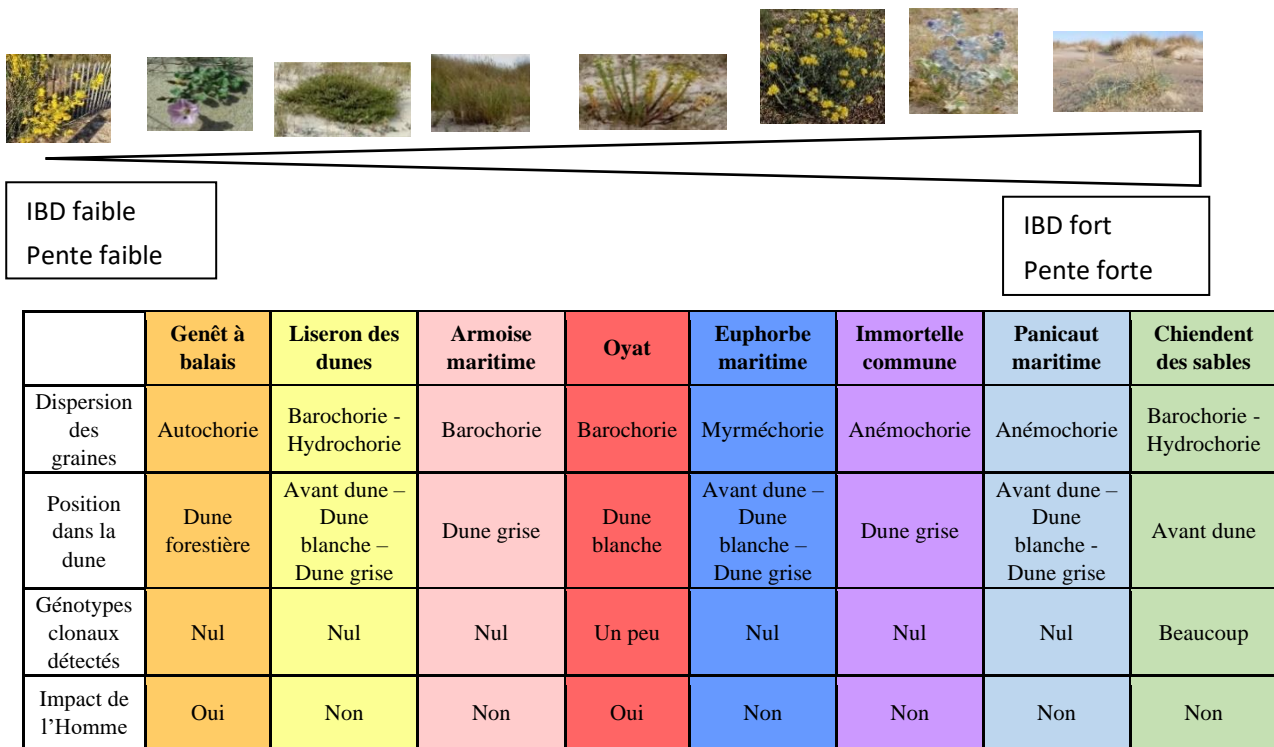 IBD faible
Pente faible
IBD fort
Pente forte
Genêt à
balais
Liseron des
dunes
Armoise
maritime
Oyat
Euphorbe
maritime
Immortelle
commune
Panicaut
maritime
Chiendent
des sables
Dispersion
des
graines
Autochorie
Barochorie -
Hydrochorie
Barochorie
Barochorie
Myrméchorie
Anémochorie
Anémochorie
Barochorie -
Hydrochorie
Position
dans la
dune
Dune
forestière
Avant dune –
Dune
blanche –
Dune grise
Dune grise
Dune
blanche
Avant dune –
Dune
blanche –
Dune grise
Dune grise
Avant dune –
Dune
blanche -
Dune grise
Avant dune
Génotypes
clonaux
détectés
Nul
Nul
Nul
Un peu
Nul
Nul
Nul
Beaucoup
Impact de
l’Homme
Oui
Non
Non
Oui
Non
Non
Non
Non